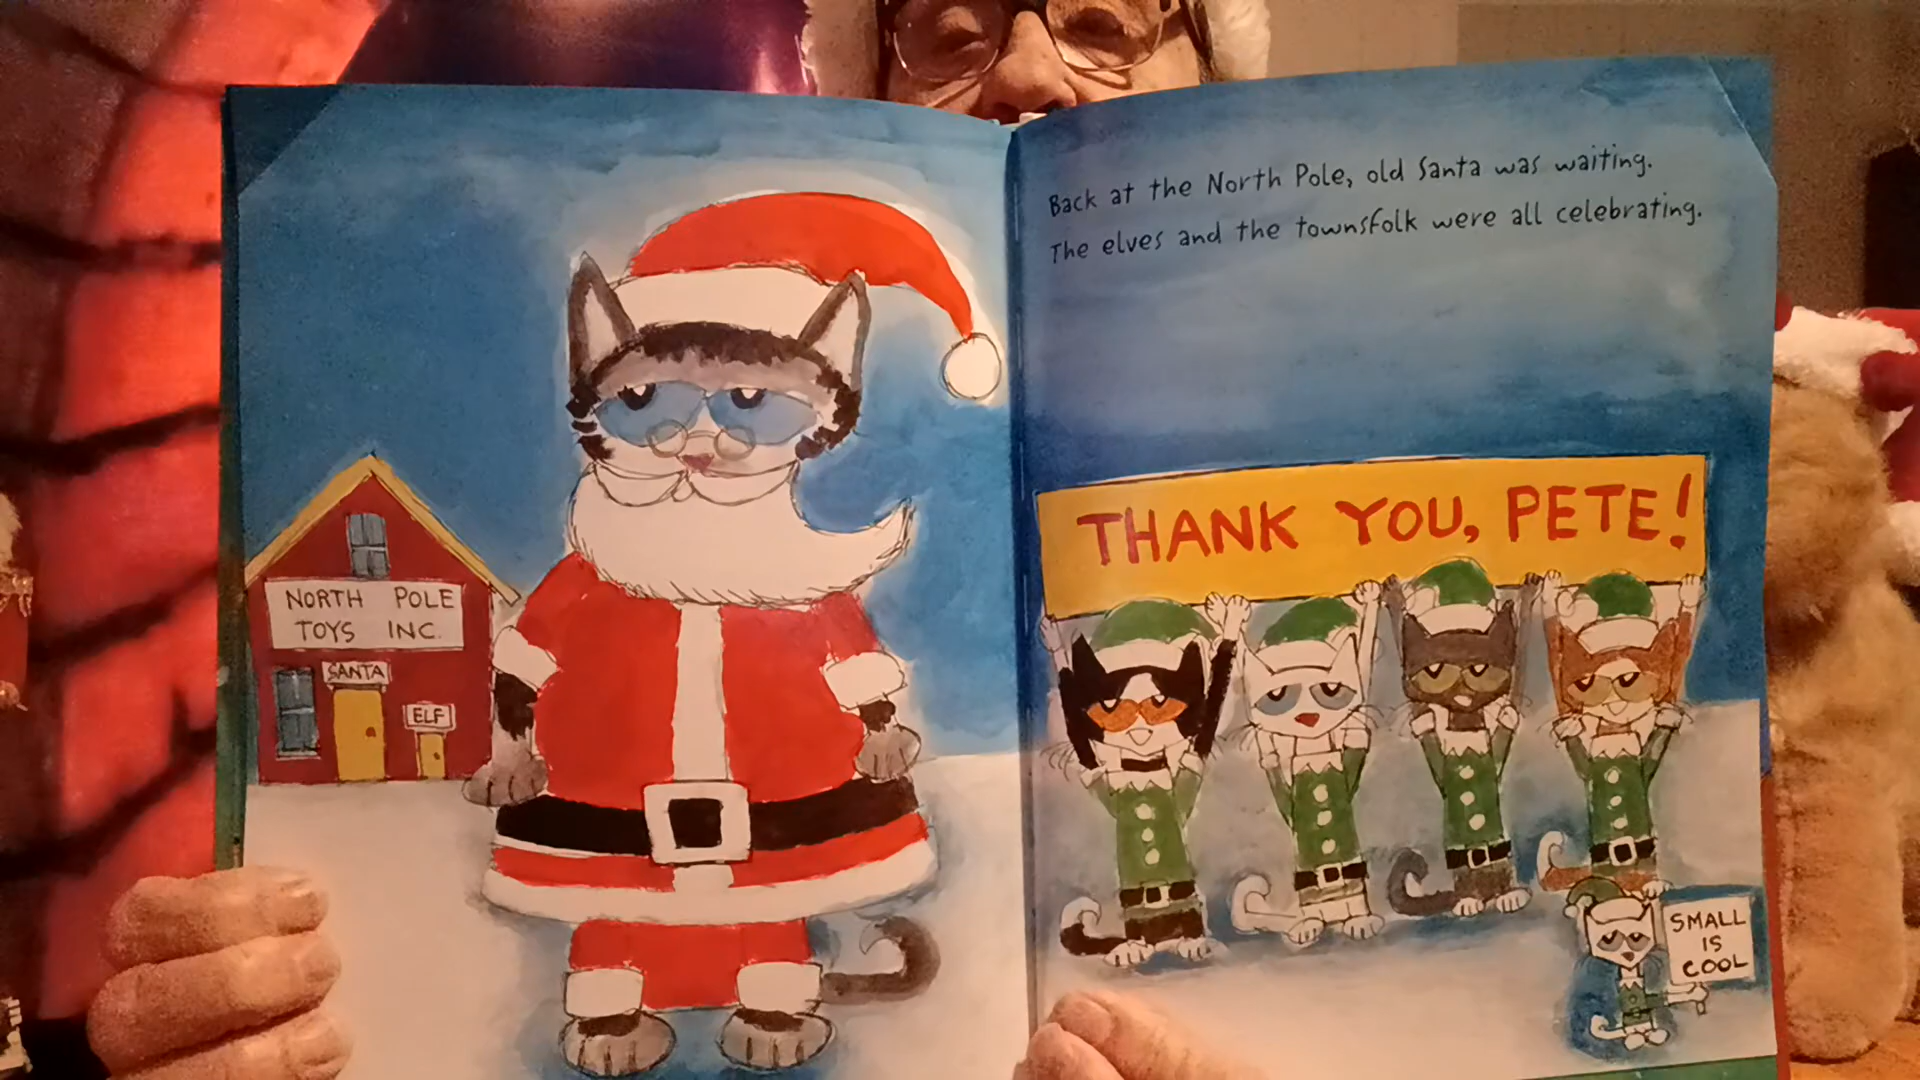 NORTH POLE
TOYS INC.
SANTA
ELF
Back at the North Pole, old Santa was waiting.
The elves and the townsfolk were all celebrating.
THANK YOU, PETE!
SMALL
IS
COOL